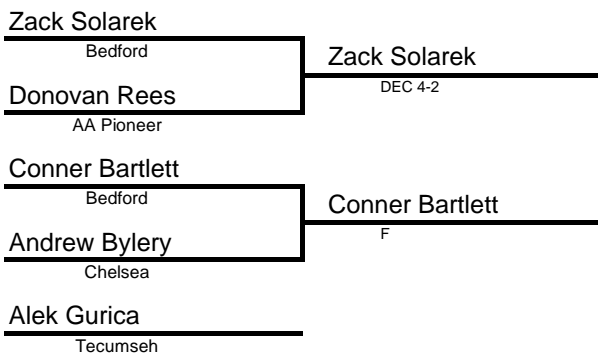 Zack Solarek
Bedford
Zack Solarek
DEC 4-2
Donovan Rees
AA Pioneer
Conner Bartlett
Bedford
Conner Bartlett
F
Andrew Bylery
Chelsea
Alek Gurica
Tecumseh